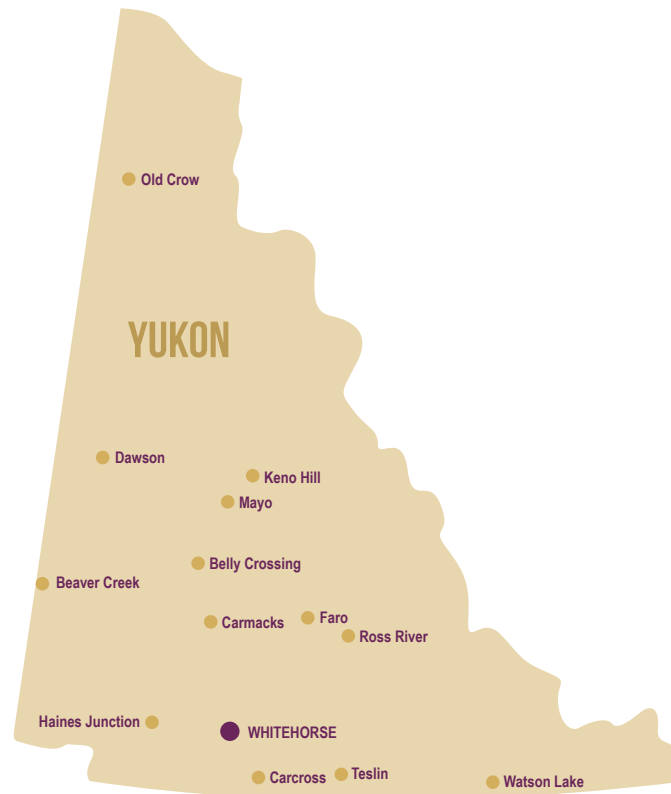 Old Crow
YUKON
Dawson
Keno Hill
Mayo
Belly Crossing
Beaver Creek
Faro
Carmacks
Ross River
Haines Junction
WHITEHORSE
Teslin
Carcross
Watson Lake